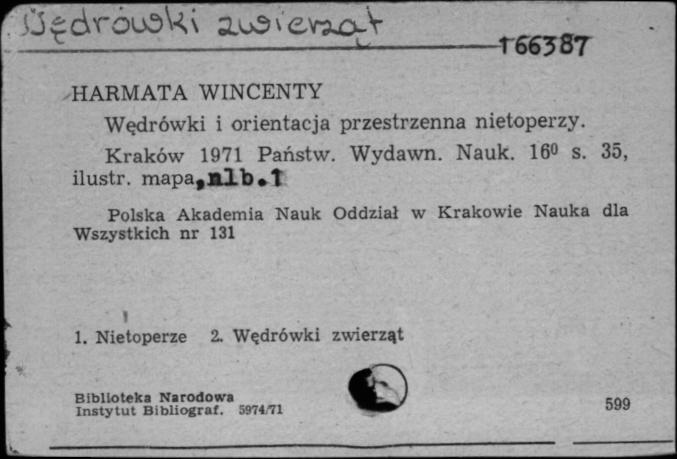 Wędrówki zwierząt
166387
HARMATA WINCENTY
Wędrówki i orientacja przestrzenna nietoperzy.
Kraków 1971 Państw. Wydawn. Nauk. 16⁰ s. 35,
ilustr. mapa, nlb. 1
Polska Akademia Nauk Oddział w Krakowie Nauka dla
Wszystkich nr 131
1. Nietoperze 2. Wędrówki zwierząt
Biblioteka Narodowa
Instytut Bibliograf. 5974/71
599